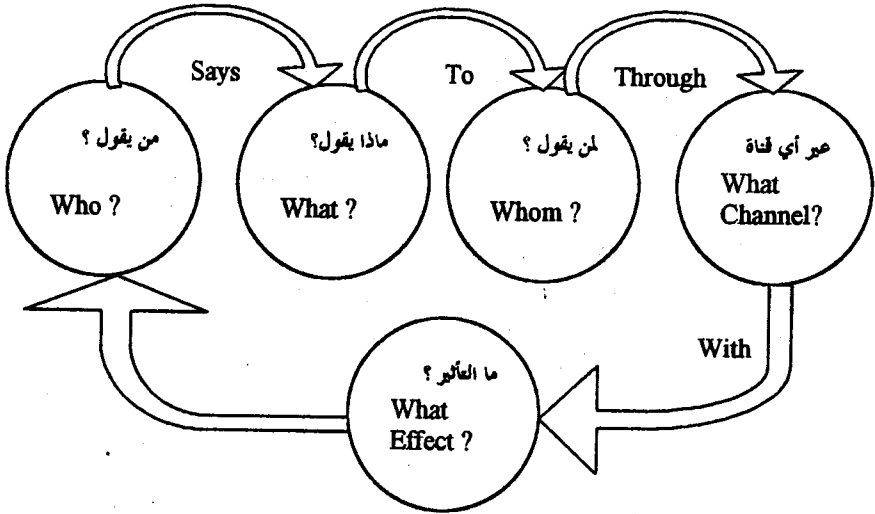 Says
To
Through
من يقول ؟
Who ?
ماذا يقول؟
What ?
لمن يقول ؟
Whom ?
عبر أي قناة
What
Channel?
With
ما التأثير ؟
What
Effect ?